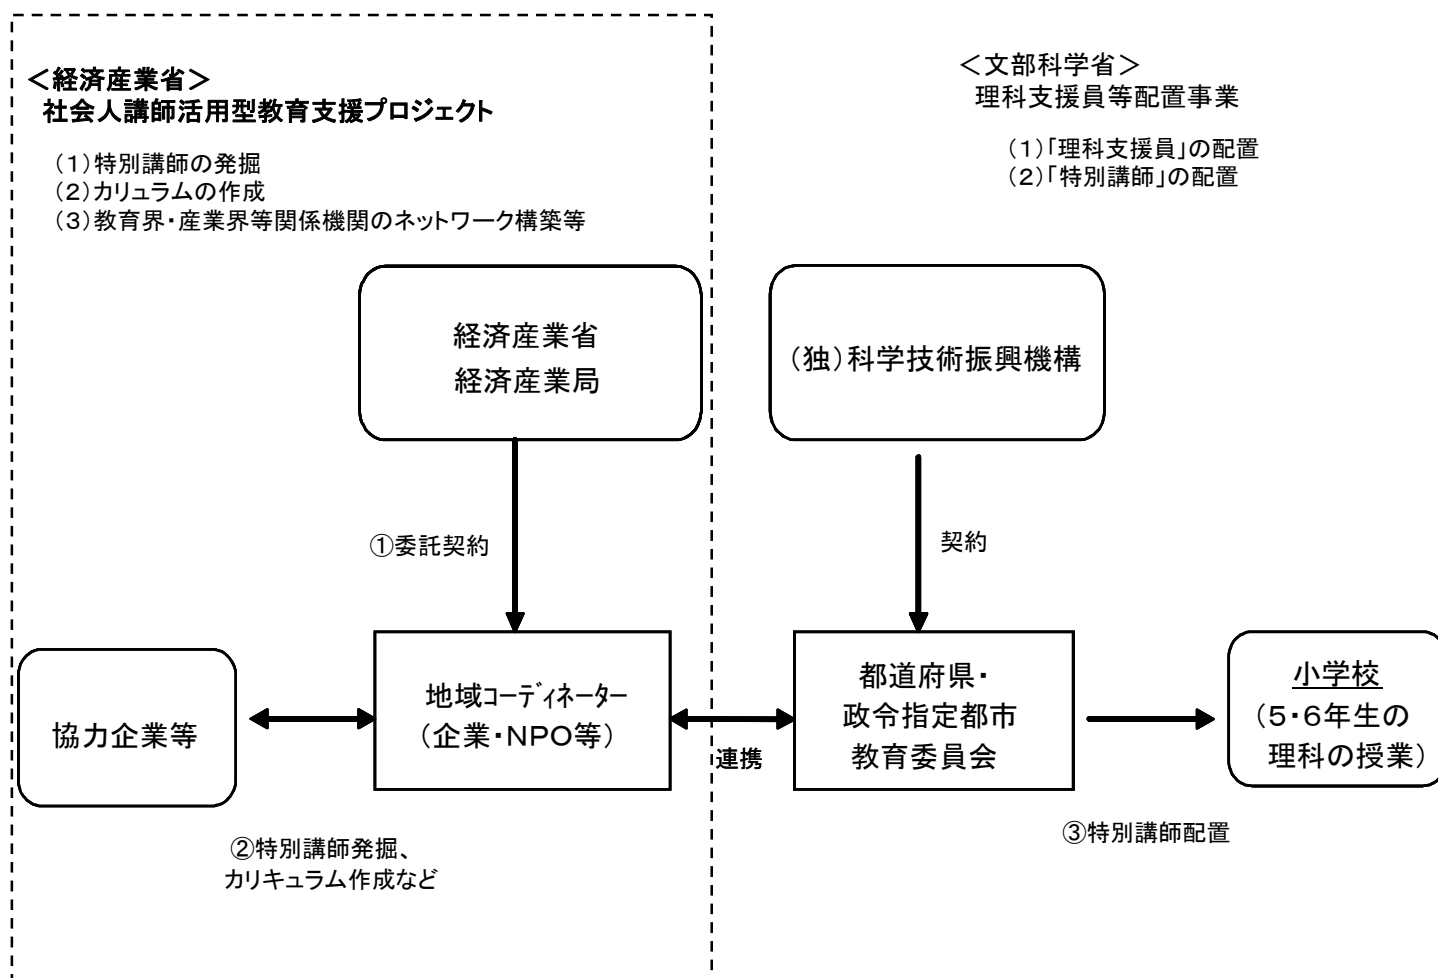 ＜経済産業省＞
社会人講師活用型教育支援プロジェクト
（１）特別講師の発掘
（２）カリュラムの作成
（３）教育界・産業界等関係機関のネットワーク構築等
＜文部科学省＞
理科支援員等配置事業
（１）「理科支援員」の配置
（２）「特別講師」の配置
経済産業省
経済産業局
（独）科学技術振興機構
①委託契約
契約
協力企業等
地域コーディネーター
（企業・ＮＰＯ等）
連携
都道府県・
政令指定都市
教育委員会
小学校
（５・６年生の
理科の授業）
②特別講師発掘、
カリキュラム作成など
③特別講師配置